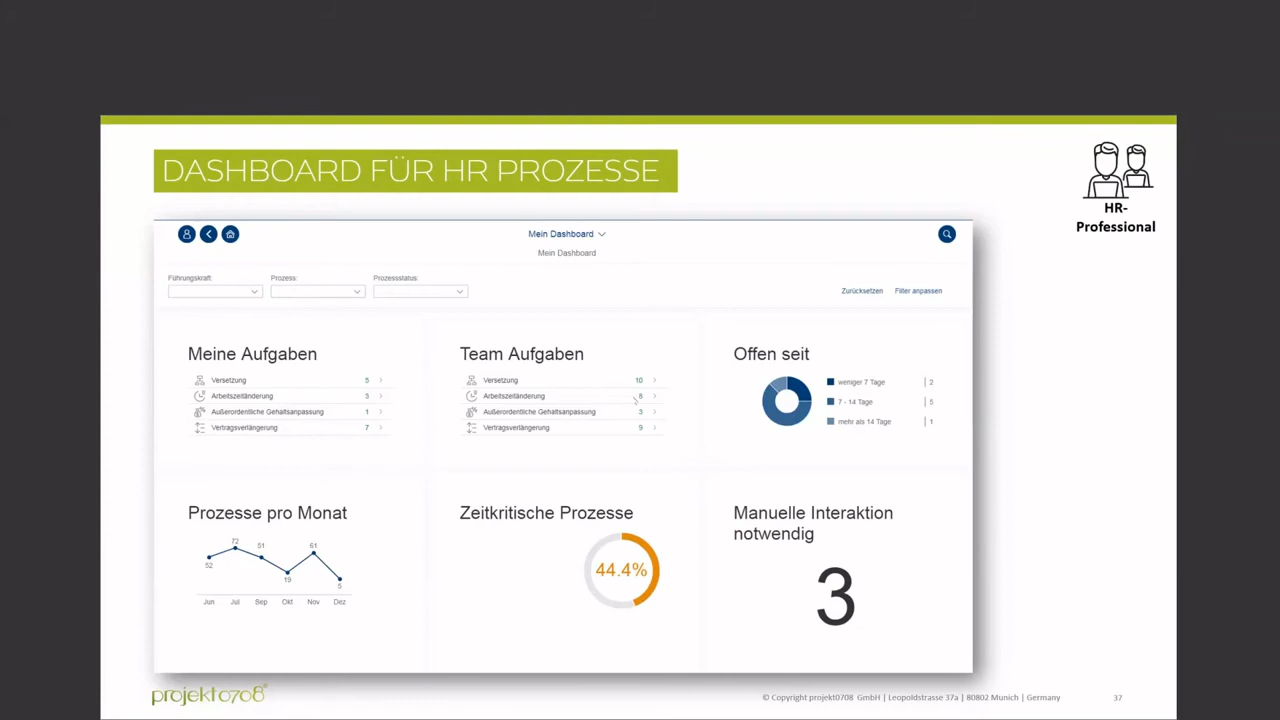 DASHBOARD FÜR HR PROZESSE
HR-
Professional
Mein Dashboard
Mein Dashboard
Führungskraft:
Prozess:
Prozessstatus:
Zurücksetzen
Filter anpassen
Meine Aufgaben
Versetzung 5
Arbeitszeitänderung 3
Außerordentliche Gehaltsanpassung 1
Vertragsverlängerung 7
Team Aufgaben
Versetzung 10
Arbeitszeitänderung 8
Außerordentliche Gehaltsanpassung 3
Vertragsverlängerung 9
Offen seit
weniger 7 Tage 2
7 - 14 Tage 5
mehr als 14 Tage 1
Prozesse pro Monat
52 72 51 19 61 5
Jun Jul Sep Okt Nov Dez
Zeitkritische Prozesse
44.4%
Manuelle Interaktion
notwendig
3
projekt0708®
© Copyright projekt0708 GmbH | Leopoldstrasse 37a | 80802 Munich | Germany
37